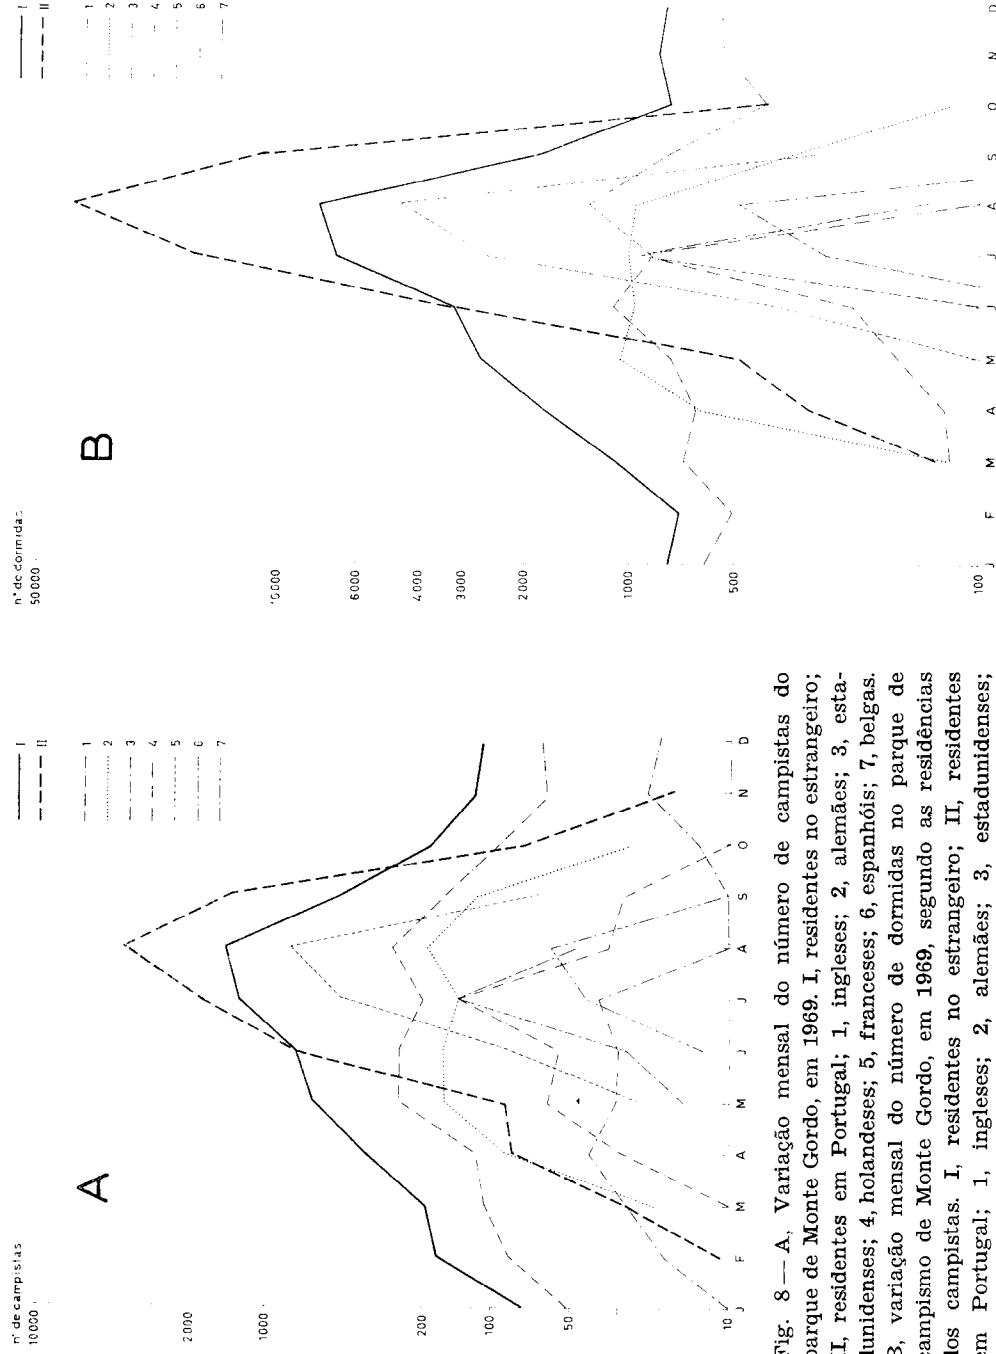 n° de campistas
10000
2000
1000
200
100
50
10
A
I
II
1
2
3
4
5
6
7
J
F
M
A
M
J
J
A
S
O
N
D
n° de dormidas
50000
10000
6000
4000
3000
2000
1000
500
100
B
I
II
1
2
3
4
5
6
7
J
F
M
A
M
J
J
A
S
O
N
D
Fig. 8 — A, Variação mensal do número de campistas do
parque de Monte Gordo, em 1969. I, residentes no estrangeiro;
II, residentes em Portugal; 1, ingleses; 2, alemães; 3, esta-
dunidenses; 4, holandeses; 5, franceses; 6, espanhóis; 7, belgas.
B, variação mensal do número de dormidas no parque de
campismo de Monte Gordo, em 1969, segundo as residências
dos campistas. I, residentes no estrangeiro; II, residentes
em Portugal; 1, ingleses; 2, alemães; 3, estadunidenses;